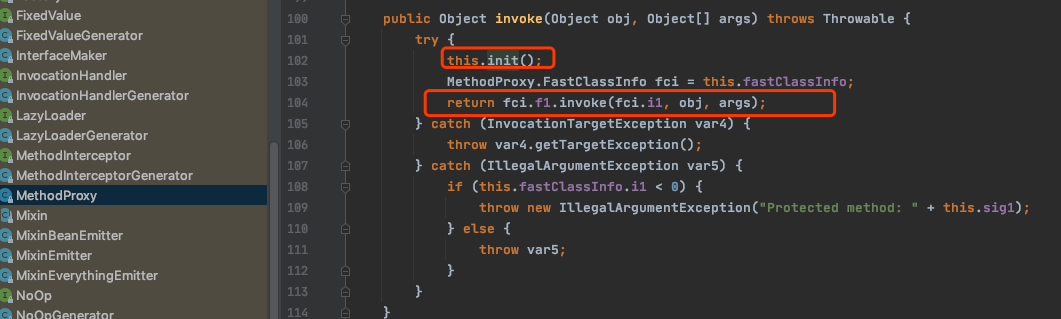 FixedValue
FixedValueGenerator
InterfaceMaker
InvocationHandler
InvocationHandlerGenerator
LazyLoader
LazyLoaderGenerator
MethodInterceptor
MethodInterceptorGenerator
MethodProxy
Mixin
MixinBeanEmitter
MixinEmitter
MixinEverythingEmitter
NoOp
NoOpGenerator
100 public Object invoke(Object obj, Object[] args) throws Throwable {
101 try {
102 this.init();
103 MethodProxy.FastClassInfo fci = this.fastClassInfo;
104 return fci.f1.invoke(fci.i1, obj, args);
105 } catch (InvocationTargetException var4) {
106 throw var4.getTargetException();
107 } catch (IllegalArgumentException var5) {
108 if (this.fastClassInfo.i1 < 0) {
109 throw new IllegalArgumentException("Protected method: " + this.sig1);
110 } else {
111 throw var5;
112 }
113 }
114 }